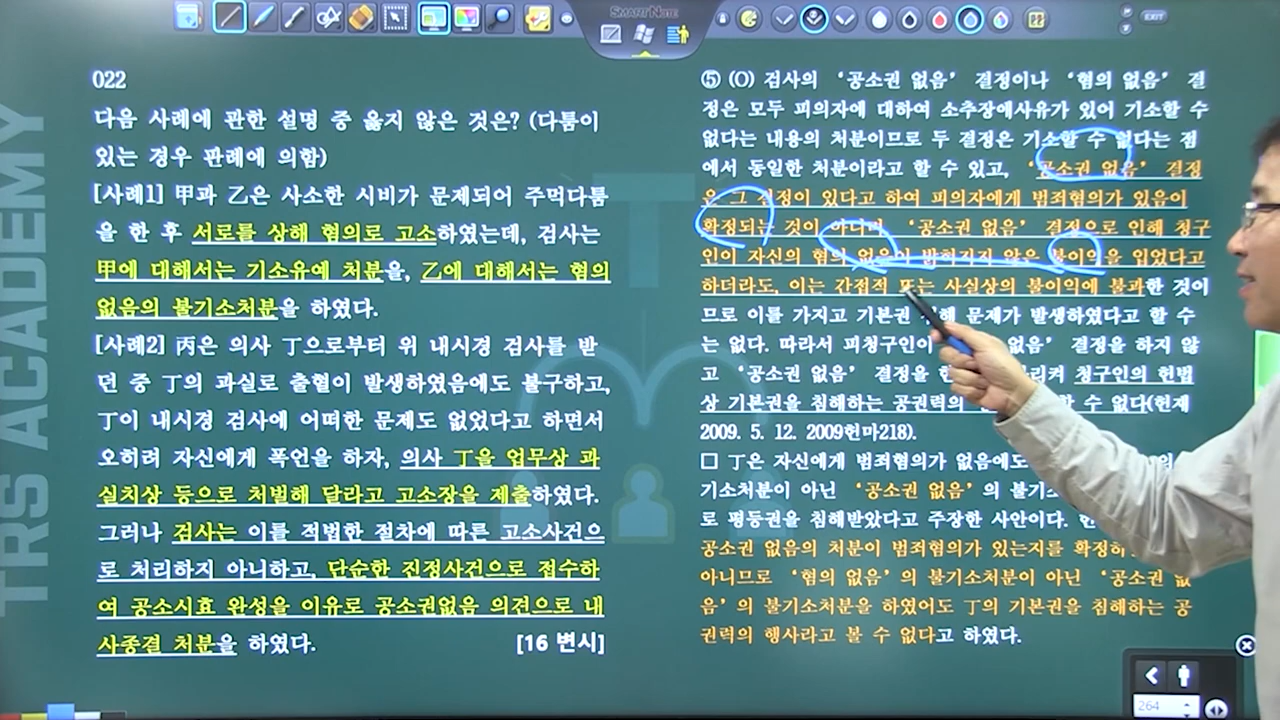 SMART NOTE
EXIT
TRS ACADEMY
022
다음 사례에 관한 설명 중 옳지 않은 것은? (다툼이
있는 경우 판례에 의함)
[사례1] 甲과 乙은 사소한 시비가 문제되어 주먹다툼
을 한 후 서로를 상해 혐의로 고소하였는데, 검사는
甲에 대해서는 기소유예 처분을, 乙에 대해서는 혐의
없음의 불기소처분을 하였다.
[사례2] 丙은 의사 丁으로부터 위 내시경 검사를 받
던 중 丁의 과실로 출혈이 발생하였음에도 불구하고,
丁이 내시경 검사에 어떠한 문제도 없었다고 하면서
오히려 자신에게 폭언을 하자, 의사 丁을 업무상 과
실치상 등으로 처벌해 달라고 고소장을 제출하였다.
그러나 검사는 이를 적법한 절차에 따른 고소사건으
로 처리하지 아니하고, 단순한 진정사건으로 접수하
여 공소시효 완성을 이유로 공소권없음 의견으로 내
사종결 처분을 하였다.
[16 변시]
⑤ (O) 검사의 ‘공소권 없음’ 결정이나 ‘혐의 없음’ 결
정은 모두 피의자에 대하여 소추장애사유가 있어 기소할 수
없다는 내용의 처분이므로 두 결정은 기소할 수 없다는 점
에서 동일한 처분이라고 할 수 있고, ‘공소권 없음’ 결정
은 그 결정이 있다고 하여 피의자에게 범죄혐의가 있음이
확정되는 것이 아니며 ‘공소권 없음’ 결정으로 인해 청구
인이 자신의 혐의 없음이 밝혀지지 않은 불이익을 입었다고
하더라도, 이는 간접적 또는 사실상의 불이익에 불과한 것이
므로 이를 가지고 기본권 침해 문제가 발생하였다고 할 수
는 없다. 따라서 피청구인이 없음’ 결정을 하지 않
고 ‘공소권 없음’ 결정을 한 가리켜 청구인의 헌법
상 기본권을 침해하는 공권력의 할 수 없다(헌재
2009. 5. 12. 2009헌마218).
□ 丁은 자신에게 범죄혐의가 없음에도
기소처분이 아닌 ‘공소권 없음’의 불기소
로 평등권을 침해받았다고 주장한 사안이다.
공소권 없음의 처분이 범죄혐의가 있는지를 확정하
아니므로 ‘혐의 없음’의 불기소처분이 아닌 ‘공소권 없
음’의 불기소처분을 하였어도 丁의 기본권을 침해하는 공
권력의 행사라고 볼 수 없다고 하였다.
264